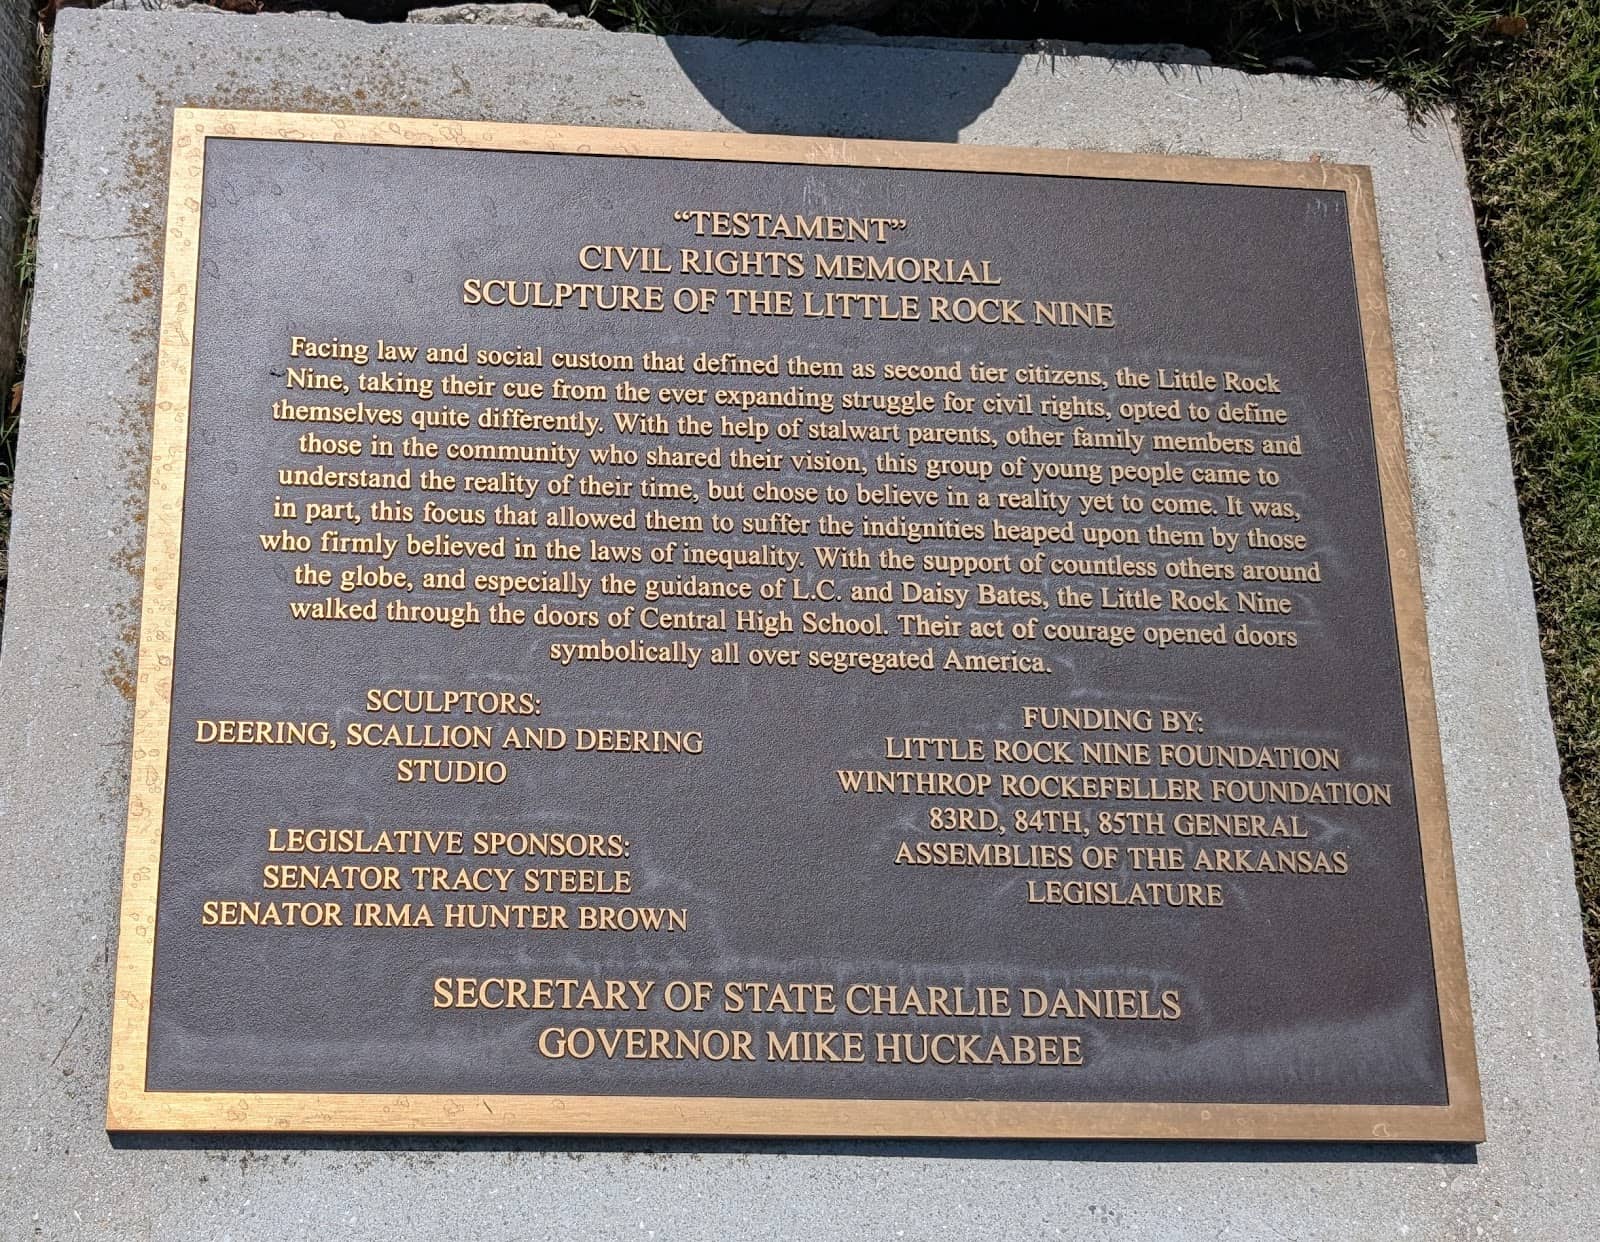 “TESTAMENT”
CIVIL RIGHTS MEMORIAL
SCULPTURE OF THE LITTLE ROCK NINE
Facing law and social custom that defined them as second tier citizens, the Little Rock
Nine, taking their cue from the ever expanding struggle for civil rights, opted to define
themselves quite differently. With the help of stalwart parents, other family members and
those in the community who shared their vision, this group of young people came to
understand the reality of their time, but chose to believe in a reality yet to come. It was,
in part, this focus that allowed them to suffer the indignities heaped upon them by those
who firmly believed in the laws of inequality. With the support of countless others around
the globe, and especially the guidance of L.C. and Daisy Bates, the Little Rock Nine
walked through the doors of Central High School. Their act of courage opened doors
symbolically all over segregated America.
SCULPTORS:
DEERING, SCALLION AND DEERING
STUDIO
LEGISLATIVE SPONSORS:
SENATOR TRACY STEELE
SENATOR IRMA HUNTER BROWN
FUNDING BY:
LITTLE ROCK NINE FOUNDATION
WINTHROP ROCKEFELLER FOUNDATION
83RD, 84TH, 85TH GENERAL
ASSEMBLIES OF THE ARKANSAS
LEGISLATURE
SECRETARY OF STATE CHARLIE DANIELS
GOVERNOR MIKE HUCKABEE